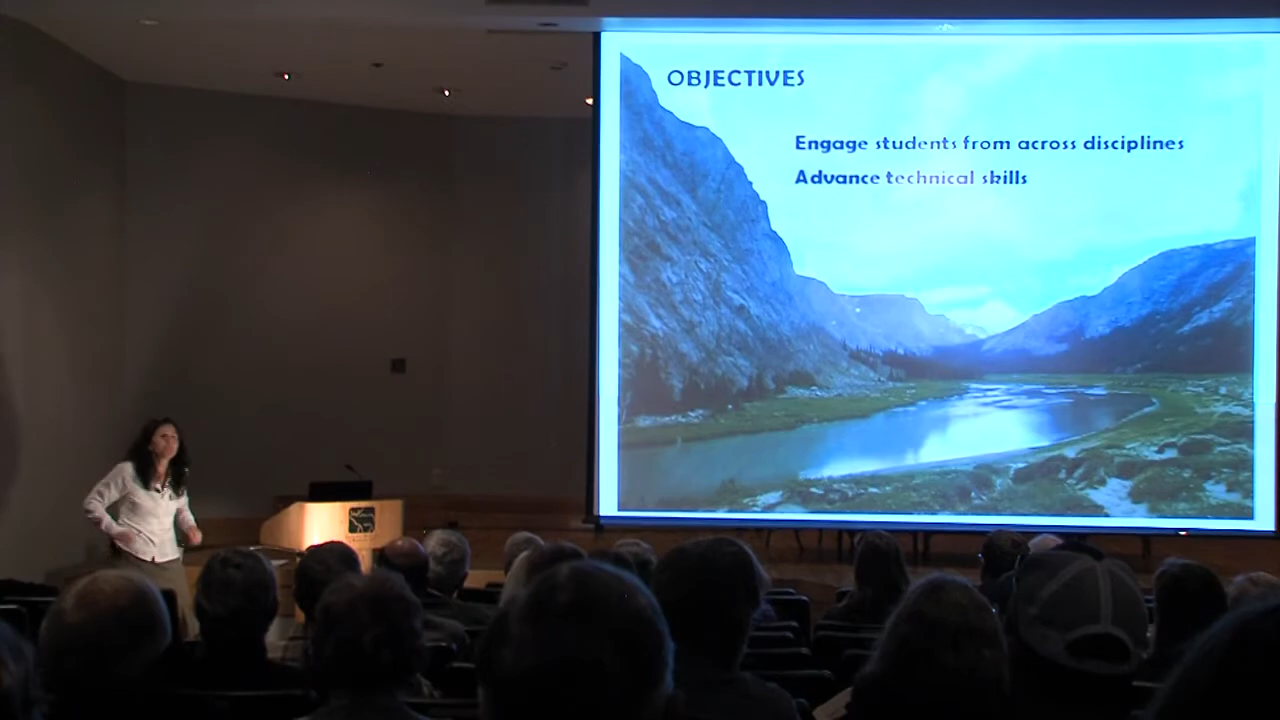 OBJECTIVES
Engage students from across disciplines
Advance technical skills